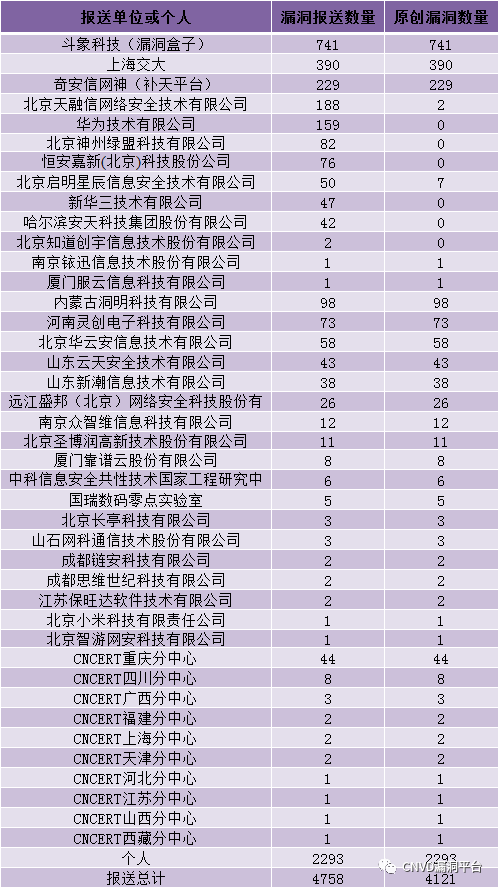 报送单位或个人 漏洞报送数量 原创漏洞数量
斗象科技（漏洞盒子） 741 741
上海交大 390 390
奇安信网神（补天平台） 229 229
北京天融信网络安全技术有限公司 188 2
华为技术有限公司 159 0
北京神州绿盟科技有限公司 82 0
恒安嘉新(北京)科技股份公司 76 0
北京启明星辰信息安全技术有限公司 50 7
新华三技术有限公司 47 0
哈尔滨安天科技集团股份有限公司 42 0
北京知道创宇信息技术股份有限公司 2 0
南京铱迅信息技术股份有限公司 1 1
厦门服云信息科技有限公司 1 1
内蒙古洞明科技有限公司 98 98
河南灵创电子科技有限公司 73 73
北京华云安信息技术有限公司 58 58
山东云天安全技术有限公司 43 43
山东新潮信息技术有限公司 38 38
远江盛邦（北京）网络安全科技股份有 26 26
南京众智维信息科技有限公司 12 12
北京圣博润高新技术股份有限公司 11 11
厦门靠谱云股份有限公司 8 8
中科信息安全共性技术国家工程研究中 6 6
国瑞数码零点实验室 5 5
北京长亭科技有限公司 3 3
山石网科通信技术股份有限公司 3 3
成都链安科技有限公司 2 2
成都思维世纪科技有限公司 2 2
江苏保旺达软件技术有限公司 2 2
北京小米科技有限责任公司 1 1
北京智游网安科技有限公司 1 1
CNCERT重庆分中心 44 44
CNCERT四川分中心 8 8
CNCERT广西分中心 3 3
CNCERT福建分中心 2 2
CNCERT上海分中心 2 2
CNCERT天津分中心 2 2
CNCERT河北分中心 1 1
CNCERT江苏分中心 1 1
CNCERT山西分中心 1 1
CNCERT西藏分中心 1 1
个人 2293 2293
报送总计 4758 4121
CNVD漏洞平台